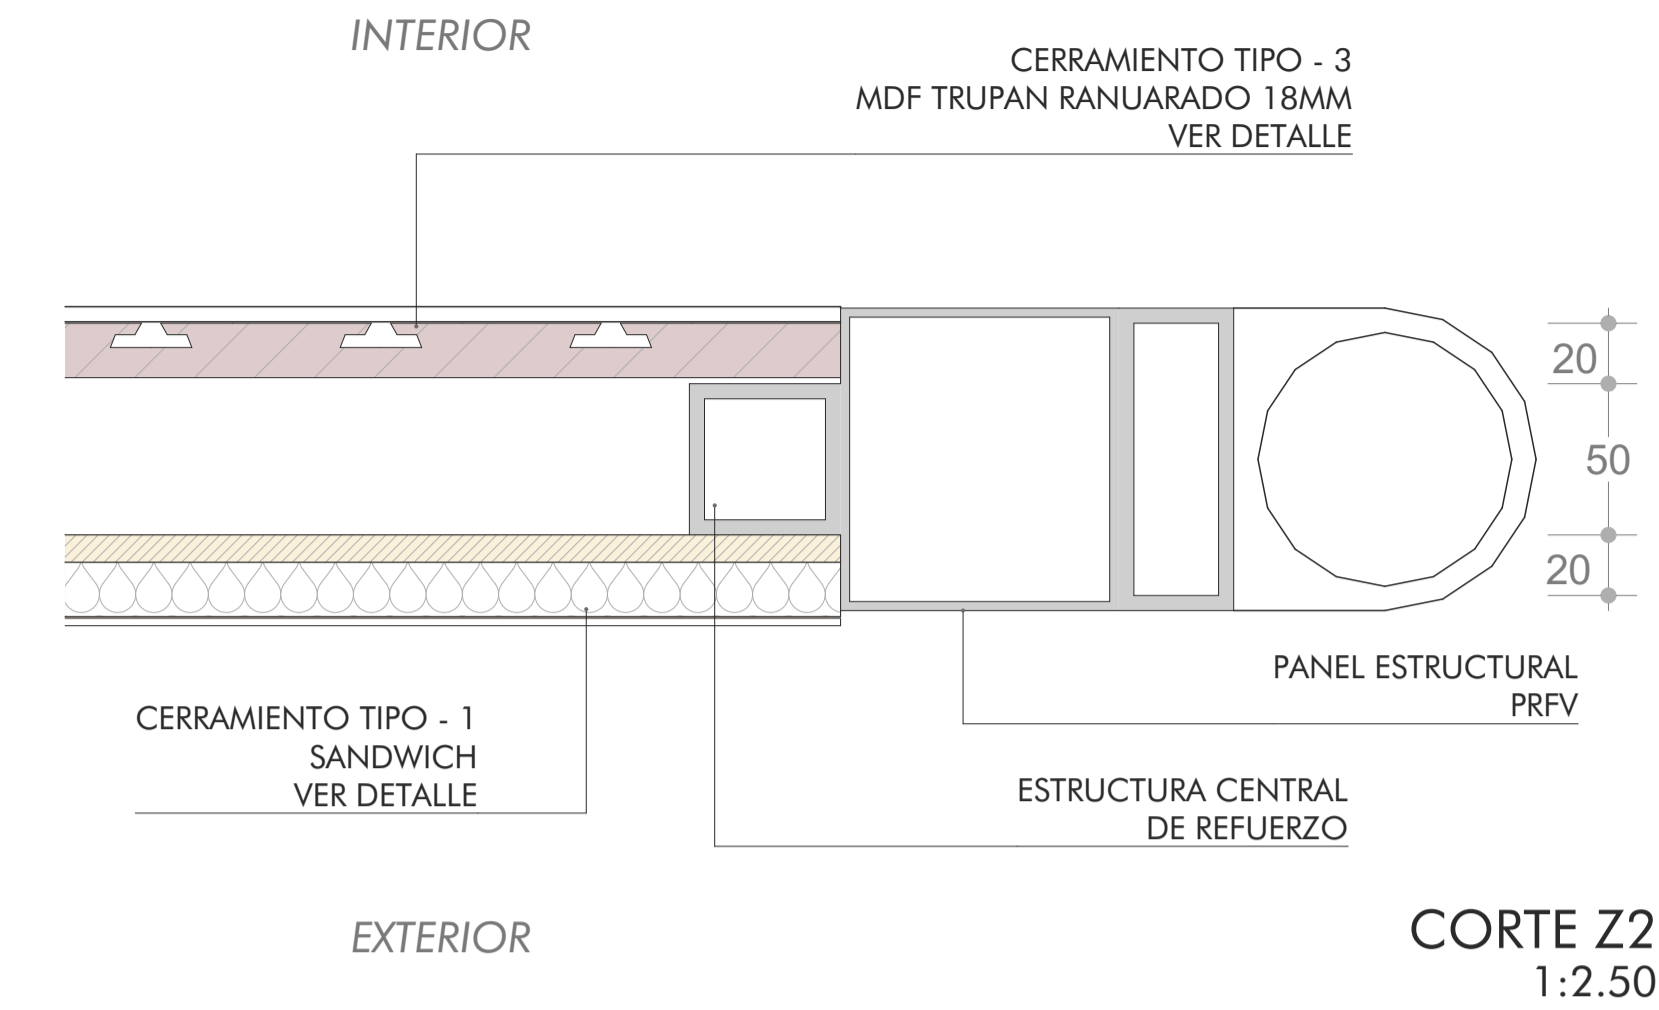 INTERIOR
CERRAMIENTO TIPO - 3
MDF TRUPAN RANUARADO 18MM
VER DETALLE
20
50
20
PANEL ESTRUCTURAL
PRFV
CERRAMIENTO TIPO - 1
SANDWICH
VER DETALLE
ESTRUCTURA CENTRAL
DE REFUERZO
EXTERIOR
CORTE Z2
1:2.50